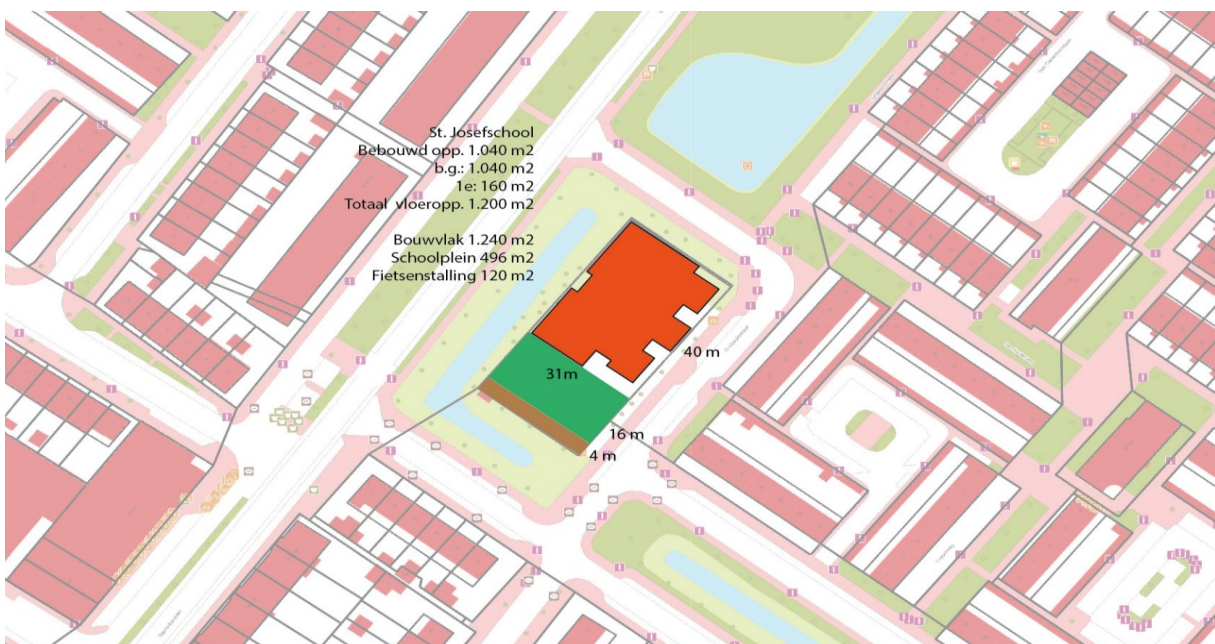 St. Josefschool
Bebouwd opp. 1.040 m2
b.g.: 1.040 m2
1e: 160 m2
Totaal vloeropp. 1.200 m2
Bouwvlak 1.240 m2
Schoolplein 496 m2
Fietsenstalling 120 m2
40 m
31m
16 m
4 m